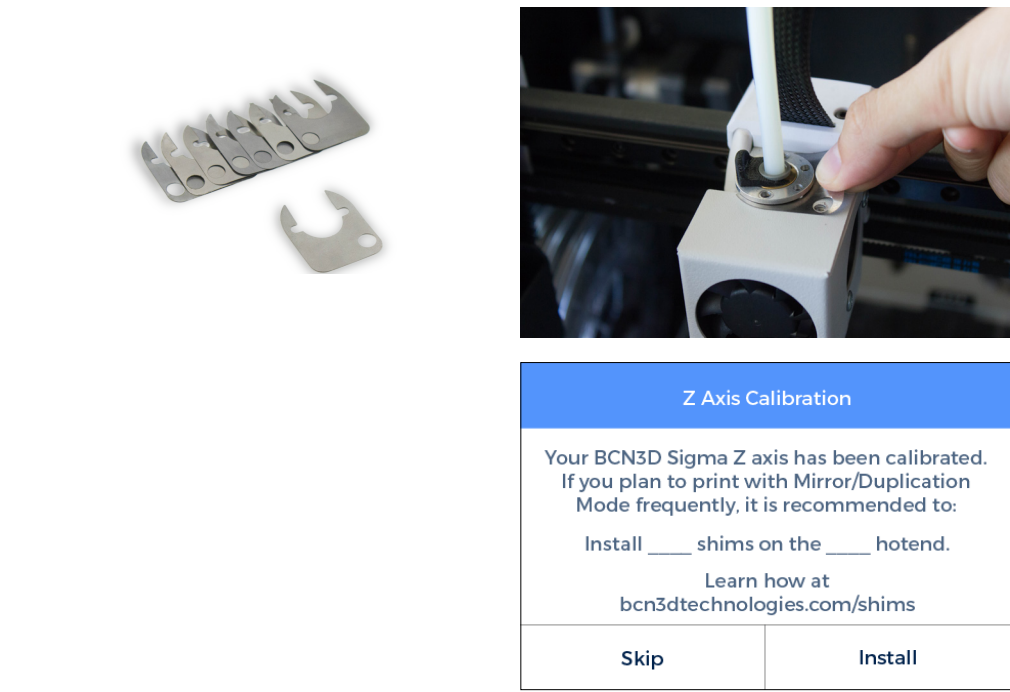 Z Axis Calibration
Your BCN3D Sigma Z axis has been calibrated.
If you plan to print with Mirror/Duplication
Mode frequently, it is recommended to:
Install ____ shims on the ____ hotend.
Learn how at
bcn3dtechnologies.com/shims
Skip
Install